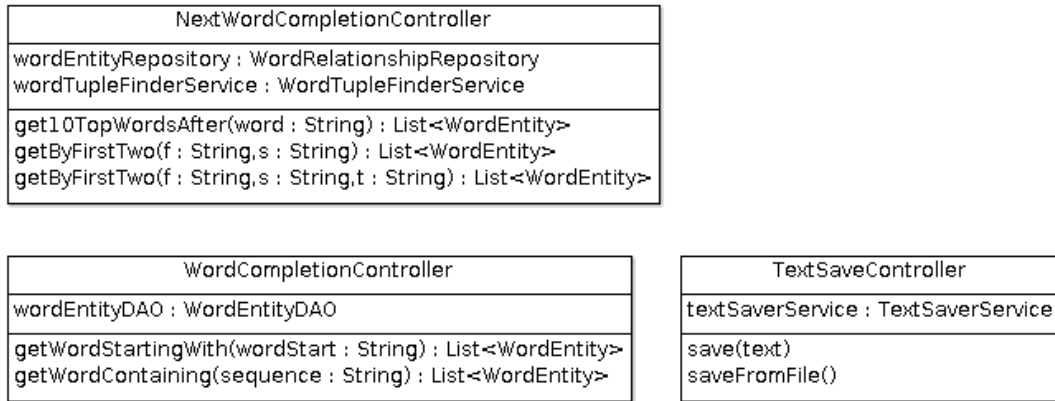 NextWordCompletionController
wordEntityRepository : WordRelationshipRepository
wordTupleFinderService : WordTupleFinderService
get10TopWordsAfter(word : String) : List<WordEntity>
getByFirstTwo(f : String,s : String) : List<WordEntity>
getByFirstTwo(f : String,s : String,t : String) : List<WordEntity>
WordCompletionController
wordEntityDAO : WordEntityDAO
getWordStartingWith(wordStart : String) : List<WordEntity>
getWordContaining(sequence : String) : List<WordEntity>
TextSaveController
textSaverService : TextSaverService
save(text)
saveFromFile()